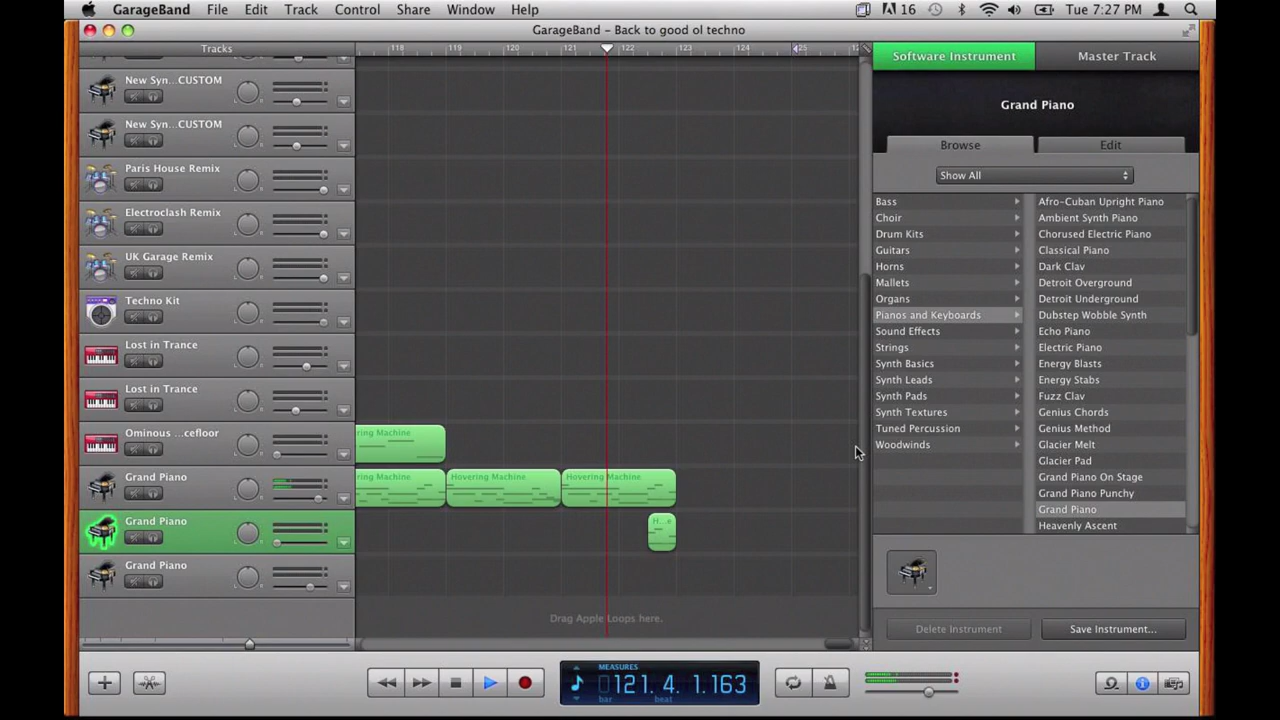 GarageBand File Edit Track Control Share Window Help 16 Tue 7:27 PM
GarageBand – Back to good ol techno
Tracks
118 119 120 121 122 123 124 125
New Syn...CUSTOM
New Syn...CUSTOM
Paris House Remix
Electroclash Remix
UK Garage Remix
Techno Kit
Lost in Trance
Lost in Trance
Ominous ...cefloor
Grand Piano
Grand Piano
Grand Piano
ring Machine
ring Machine Hovering Machine Hovering Machine
H...e
Drag Apple Loops here.
Software Instrument Master Track
Grand Piano
Browse Edit
Show All
Bass
Choir
Drum Kits
Guitars
Horns
Mallets
Organs
Pianos and Keyboards
Sound Effects
Strings
Synth Basics
Synth Leads
Synth Pads
Synth Textures
Tuned Percussion
Woodwinds
Afro-Cuban Upright Piano
Ambient Synth Piano
Chorused Electric Piano
Classical Piano
Dark Clav
Detroit Overground
Detroit Underground
Dubstep Wobble Synth
Echo Piano
Electric Piano
Energy Blasts
Energy Stabs
Fuzz Clav
Genius Chords
Genius Method
Glacier Melt
Glacier Pad
Grand Piano On Stage
Grand Piano Punchy
Grand Piano
Heavenly Ascent
Delete Instrument Save Instrument...
MEASURES
121. 4. 1.163
bar beat